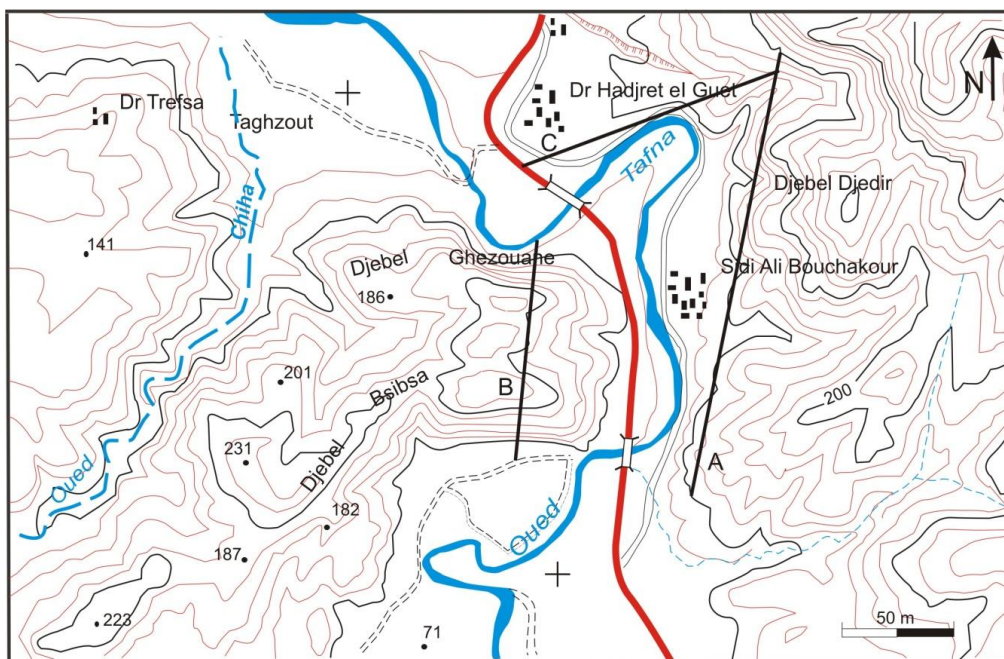 N
Dr Trefsa
Taghzout
Dr Hadjret el Guet
C
Tafna
Djebel Djedir
Chiha
141
Djebel
Ghezouane
186
Sidi Ali Bouchakour
201
Bsibsa
B
200
231
Djebel
A
Oued
182
Oued
187
223
71
50 m